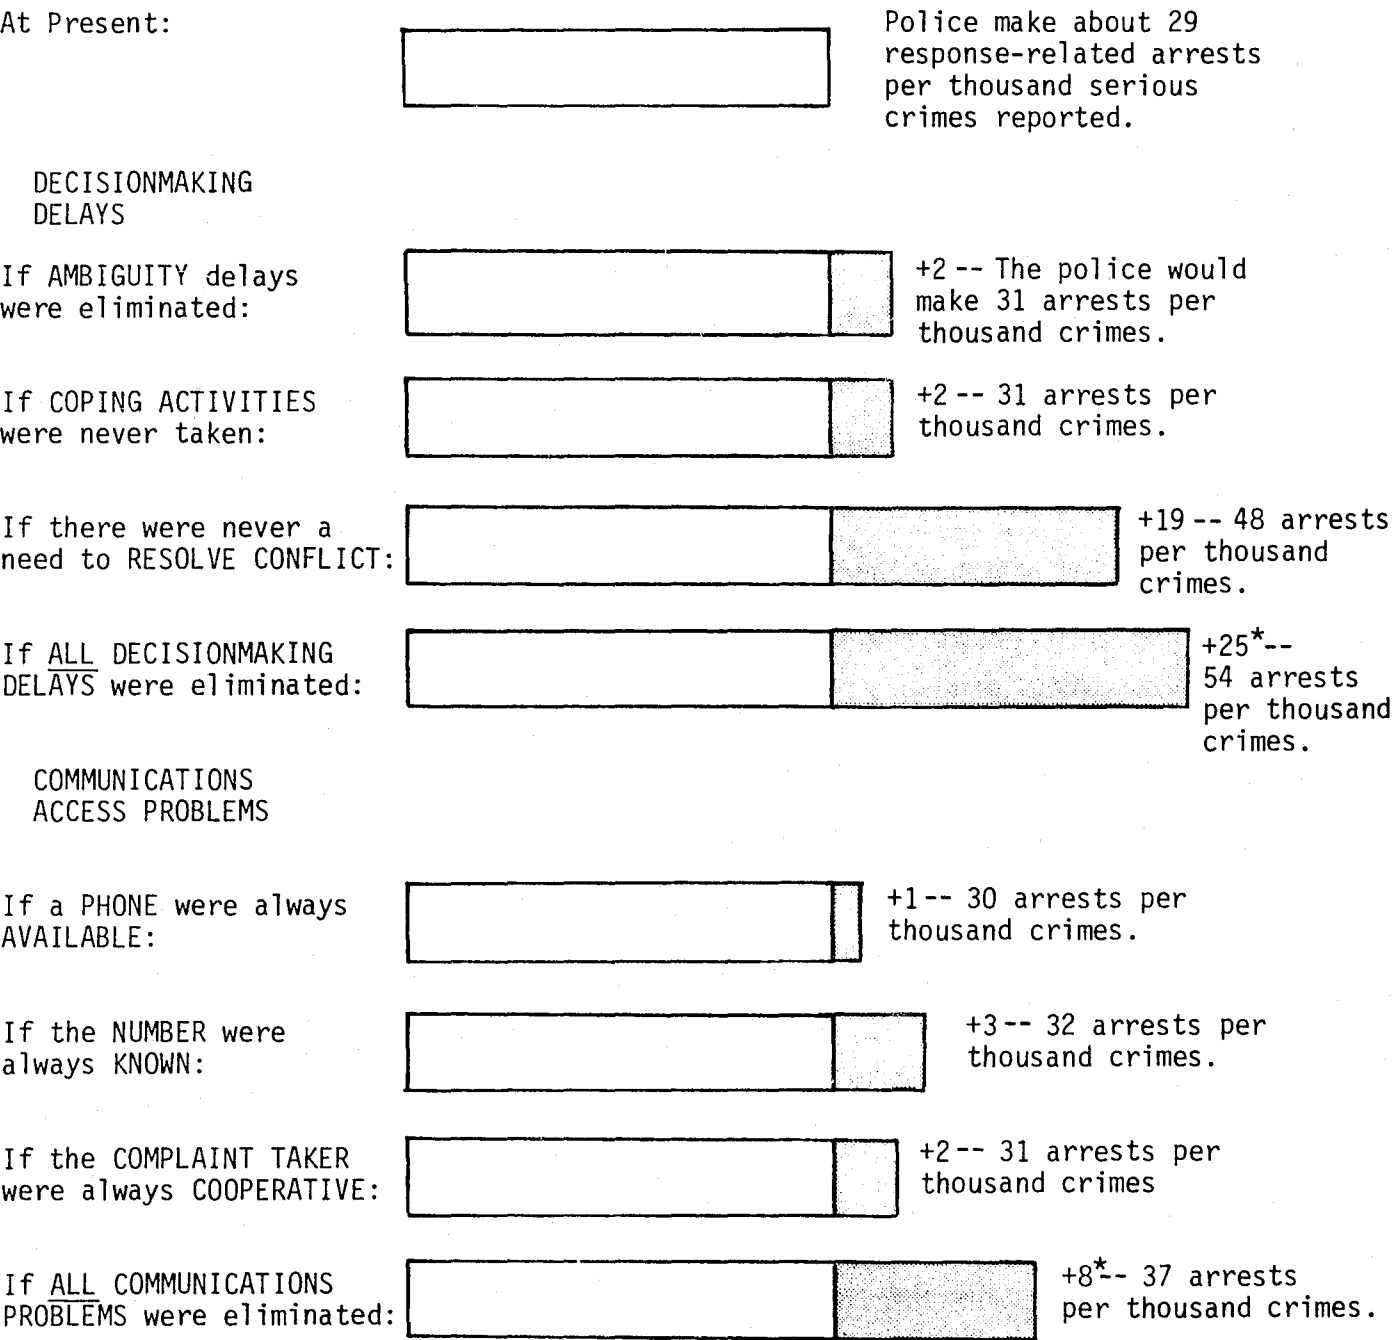 At Present:
Police make about 29
response-related arrests
per thousand serious
crimes reported.
DECISIONMAKING
DELAYS
If AMBIGUITY delays
were eliminated:
+2 -- The police would
make 31 arrests per
thousand crimes.
If COPING ACTIVITIES
were never taken:
+2 -- 31 arrests per
thousand crimes.
If there were never a
need to RESOLVE CONFLICT:
+19 -- 48 arrests
per thousand
crimes.
If ALL DECISIONMAKING
DELAYS were eliminated:
+25*--
54 arrests
per thousand
crimes.
COMMUNICATIONS
ACCESS PROBLEMS
If a PHONE were always
AVAILABLE:
+1 -- 30 arrests per
thousand crimes.
If the NUMBER were
always KNOWN:
+3 -- 32 arrests per
thousand crimes.
If the COMPLAINT TAKER
were always COOPERATIVE:
+2 -- 31 arrests per
thousand crimes
If ALL COMMUNICATIONS
PROBLEMS were eliminated:
+8*-- 37 arrests
per thousand crimes.